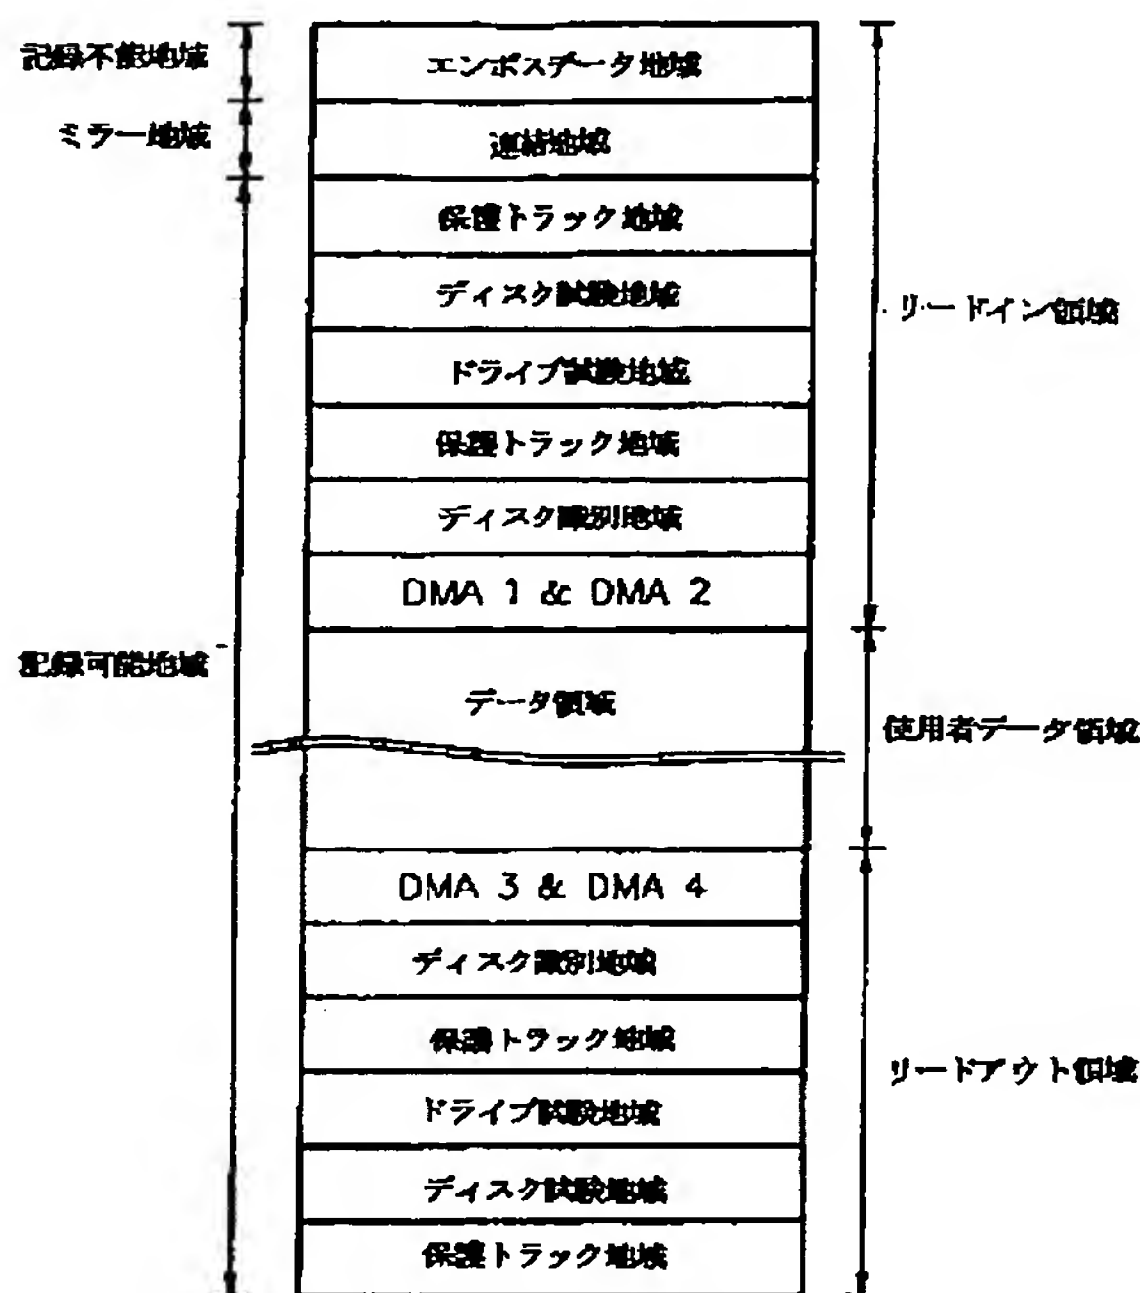 記録不能地域
エンボスデータ地域
ミラー地域
連結地域
保護トラック地域
ディスク試験地域
リードイン領域
ドライブ試験地域
保護トラック地域
ディスク識別地域
DMA 1 & DMA 2
記録可能地域
データ領域
使用者データ領域
DMA 3 & DMA 4
ディスク識別地域
保護トラック地域
リードアウト領域
ドライブ試験地域
ディスク試験地域
保護トラック地域